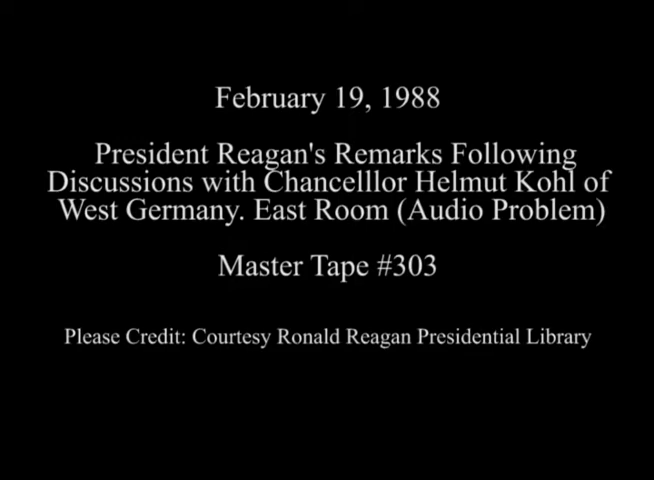 February 19, 1988
President Reagan's Remarks Following
Discussions with Chancelllor Helmut Kohl of
West Germany. East Room (Audio Problem)
Master Tape #303
Please Credit: Courtesy Ronald Reagan Presidential Library